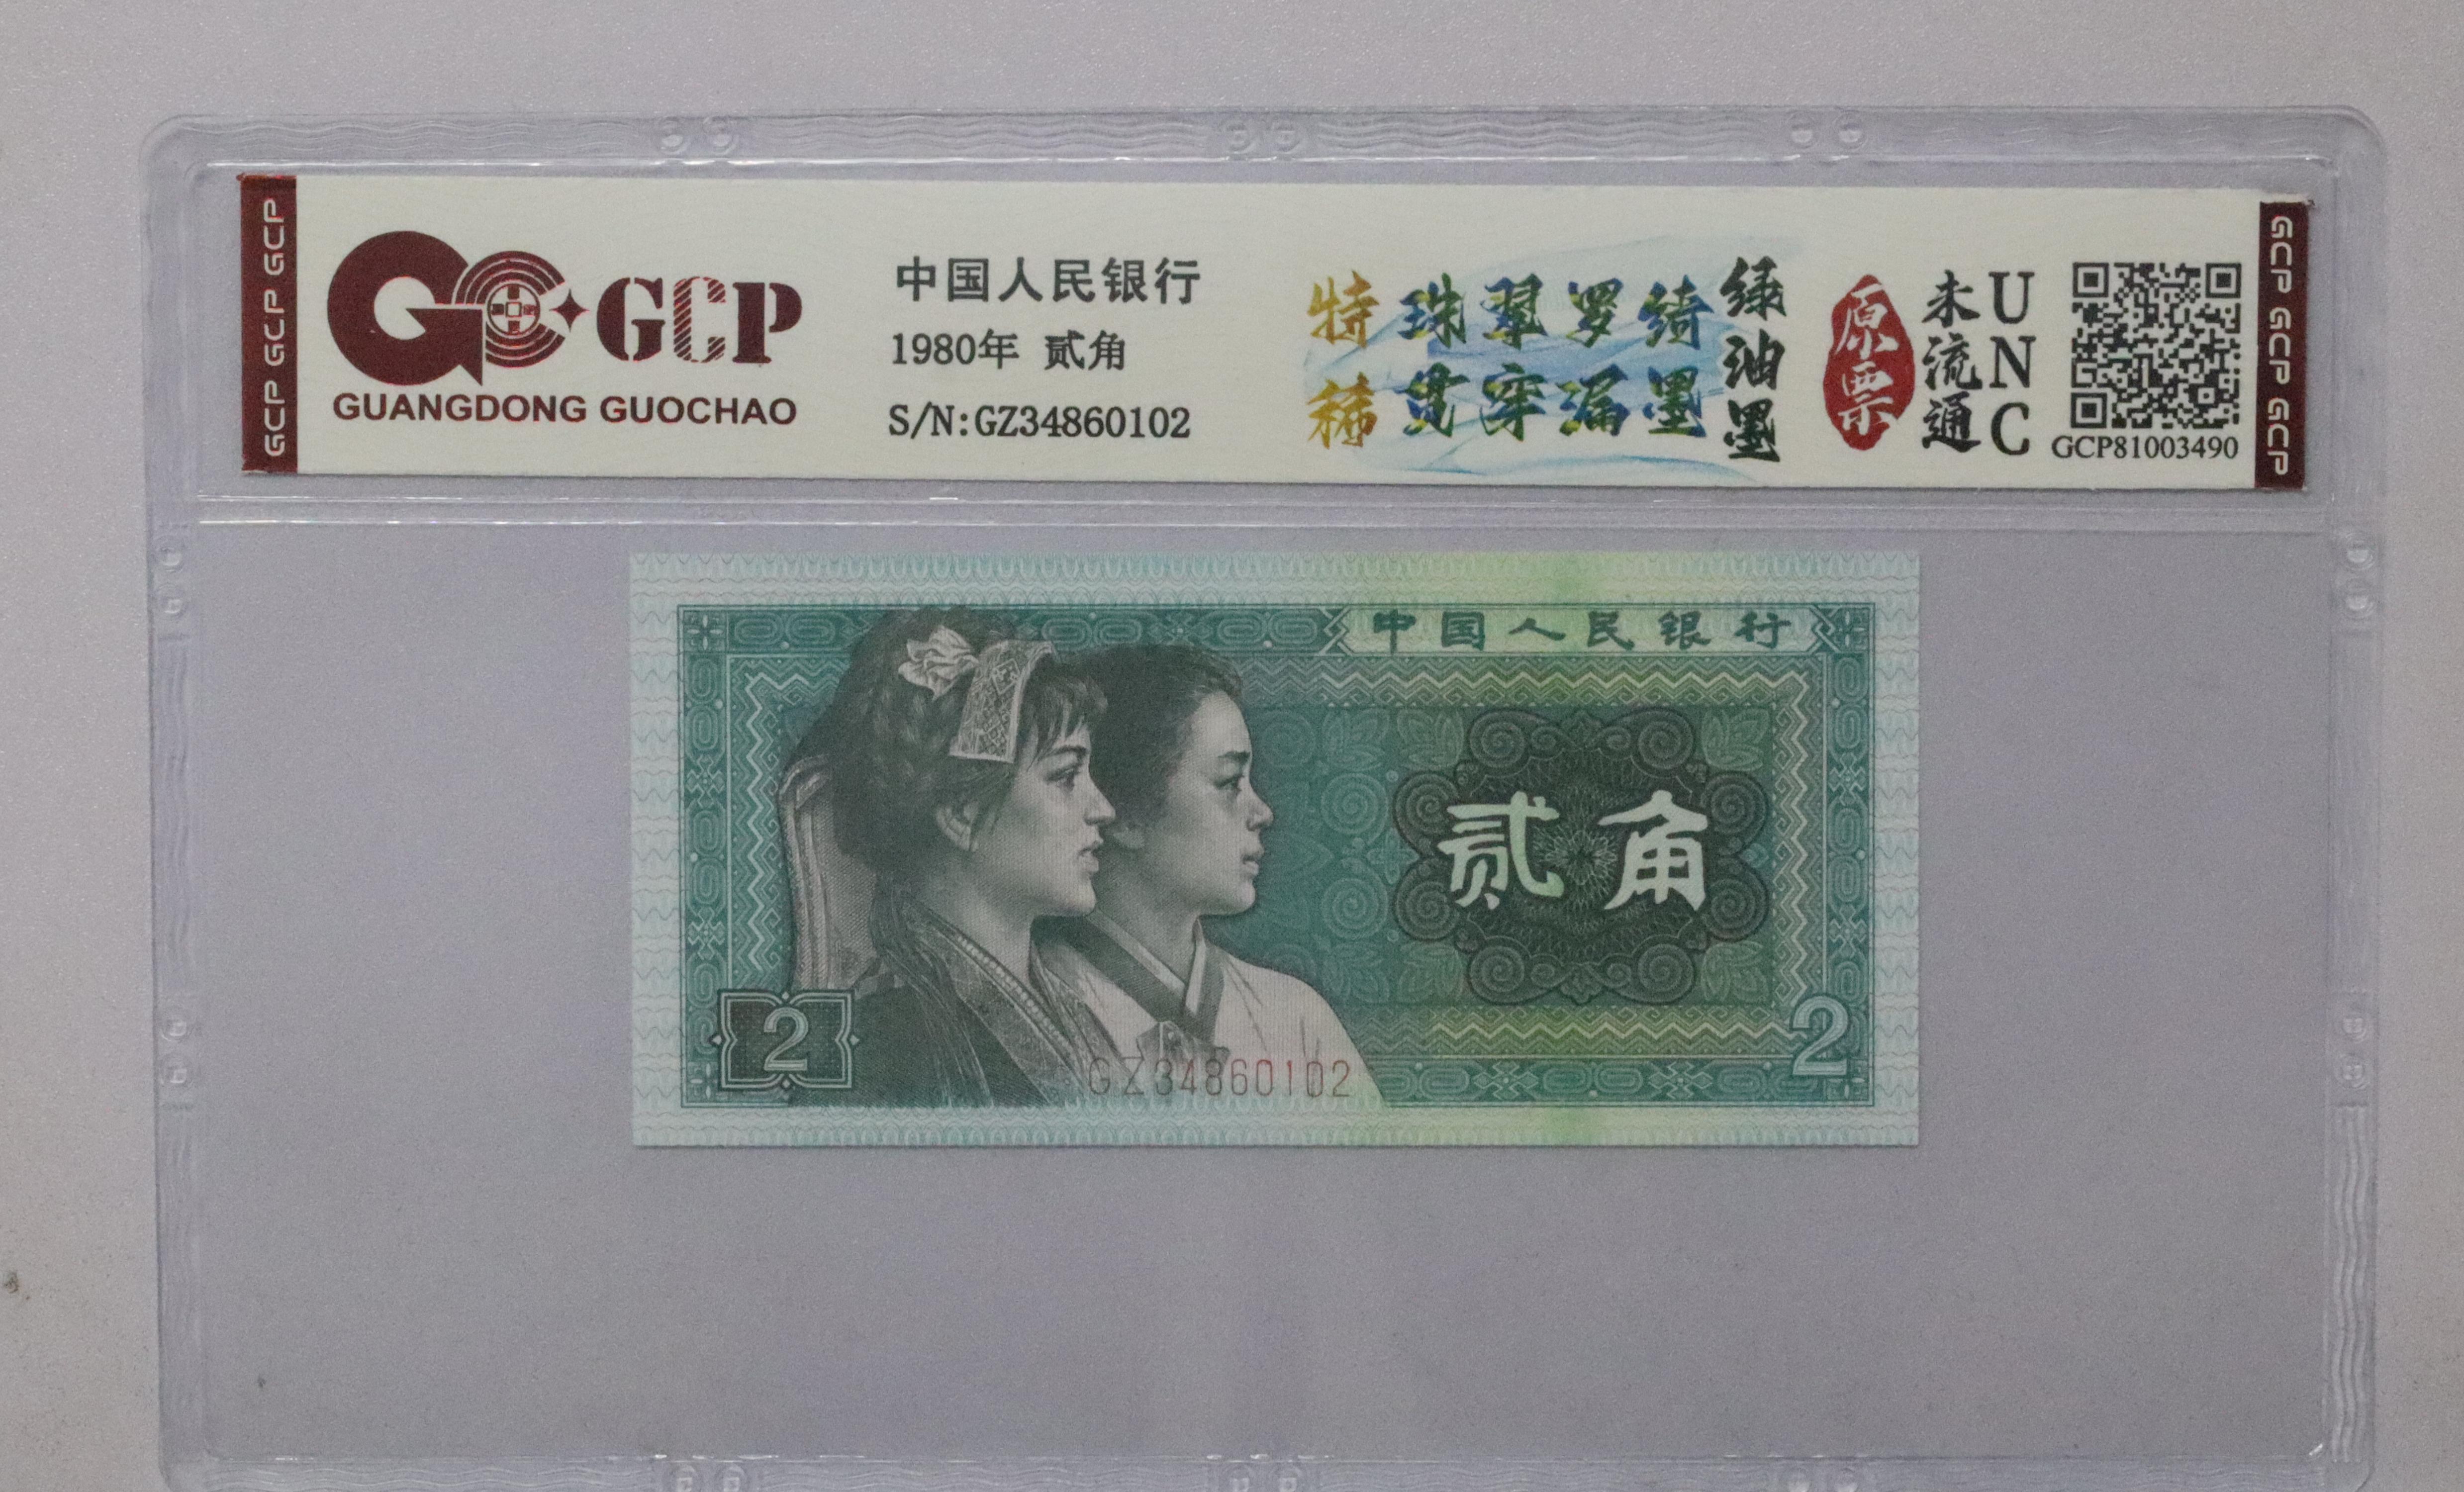 GCP GCP GCP
GCP
GUANGDONG GUOCHAO
中国人民银行
1980年 贰角
S/N:GZ34860102
特稀
珠翠罗绮
贯穿漏墨
绿油墨
原票
未流通
UNC
GCP81003490
GCP GCP GCP
中国人民银行
贰角
2
GZ34860102
2